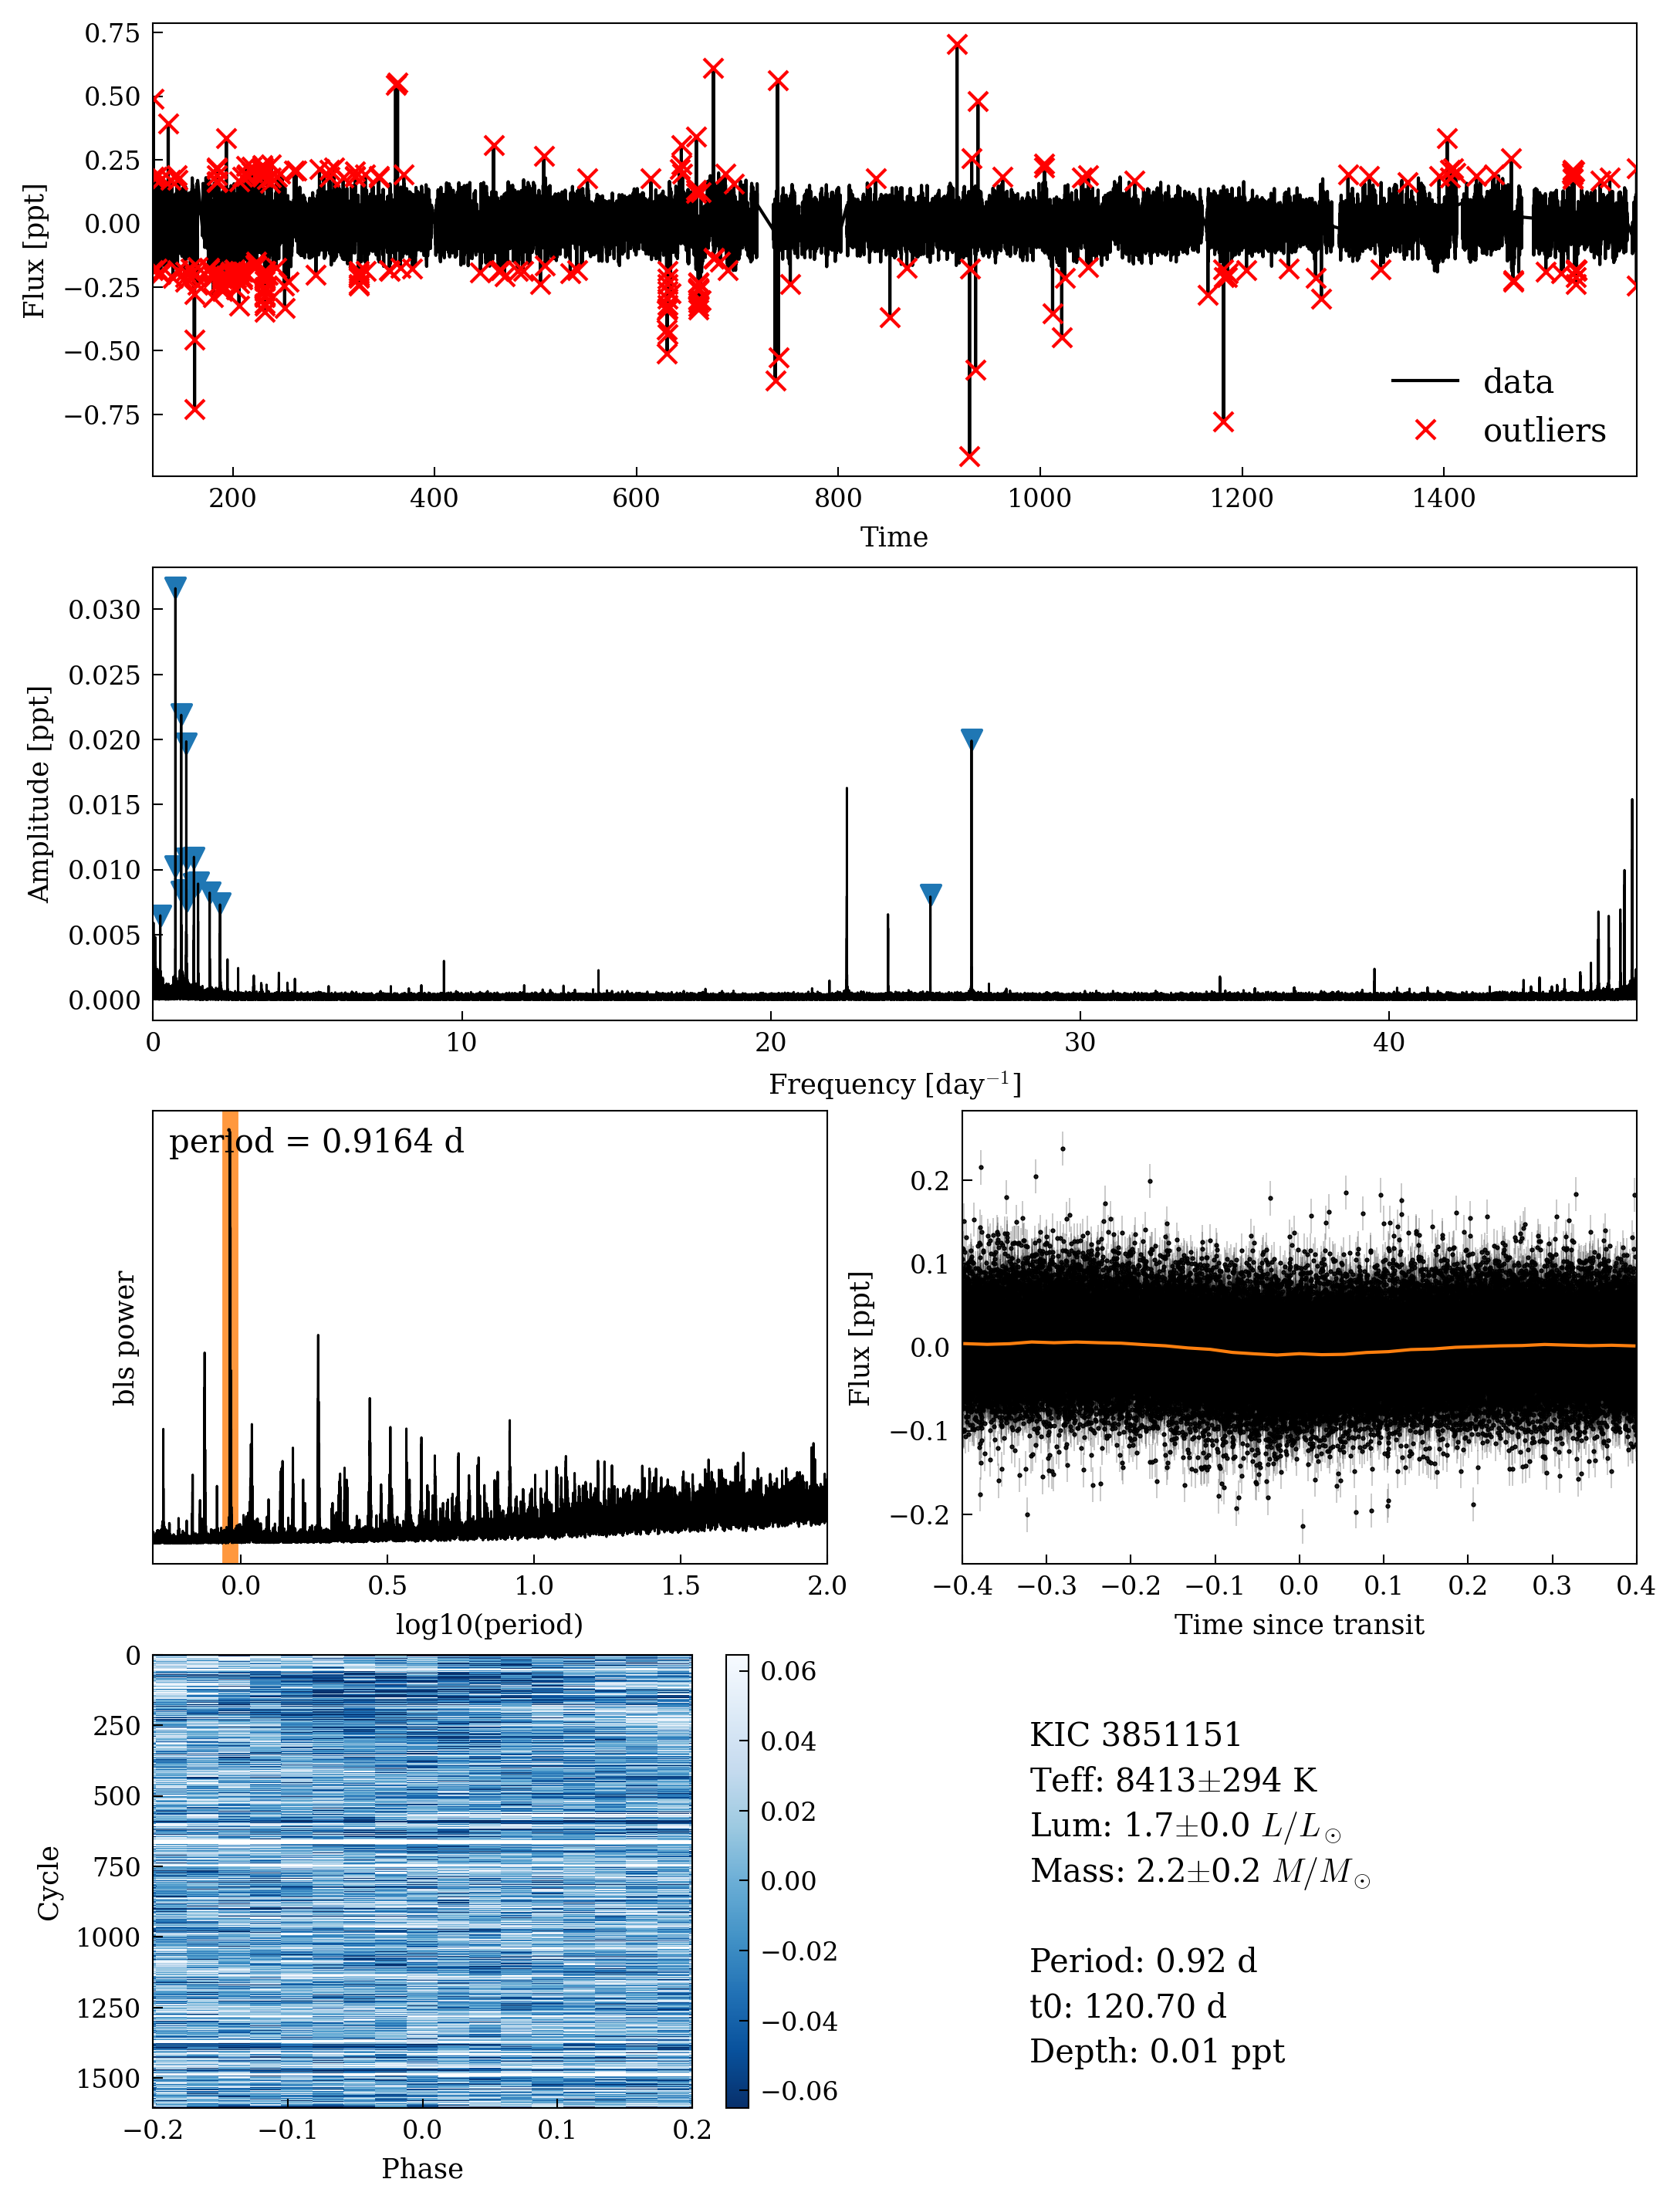 0.75
0.50
0.25
0.00
−0.25
−0.50
−0.75
Flux [ppt]
data
outliers
200 400 600 800 1000 1200 1400
Time
0.030
0.025
0.020
0.015
0.010
0.005
0.000
Amplitude [ppt]
0 10 20 30 40
Frequency [day⁻¹]
period = 0.9164 d
bls power
0.0 0.5 1.0 1.5 2.0
log10(period)
0.2
0.1
0.0
−0.1
−0.2
Flux [ppt]
−0.4 −0.3 −0.2 −0.1 0.0 0.1 0.2 0.3 0.4
Time since transit
0
250
500
750
1000
1250
1500
Cycle
−0.2 −0.1 0.0 0.1 0.2
Phase
0.06
0.04
0.02
0.00
−0.02
−0.04
−0.06
KIC 3851151
Teff: 8413±294 K
Lum: 1.7±0.0 L/L⊙
Mass: 2.2±0.2 M/M⊙
Period: 0.92 d
t0: 120.70 d
Depth: 0.01 ppt